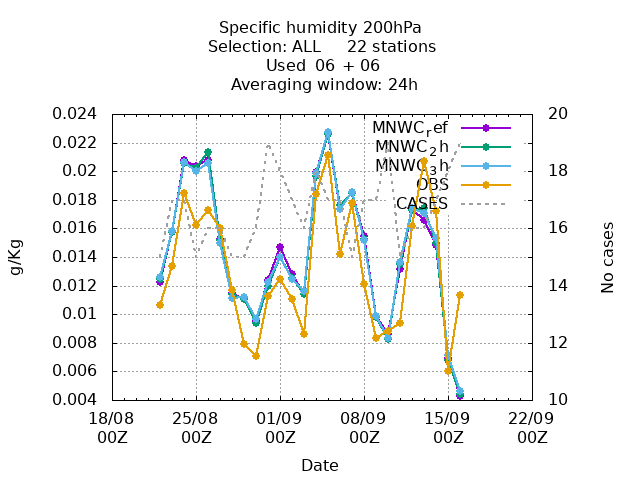 Specific humidity 200hPa
Selection: ALL 22 stations
Used 06 + 06
Averaging window: 24h
0.024
0.022
0.02
0.018
0.016
0.014
0.012
0.01
0.008
0.006
0.004
g/Kg
20
18
16
14
12
10
No cases
MNWC_ref
MNWC_2h
MNWC_3h
OBS
CASES
18/08 25/08 01/09 08/09 15/09 22/09
00Z 00Z 00Z 00Z 00Z 00Z
Date